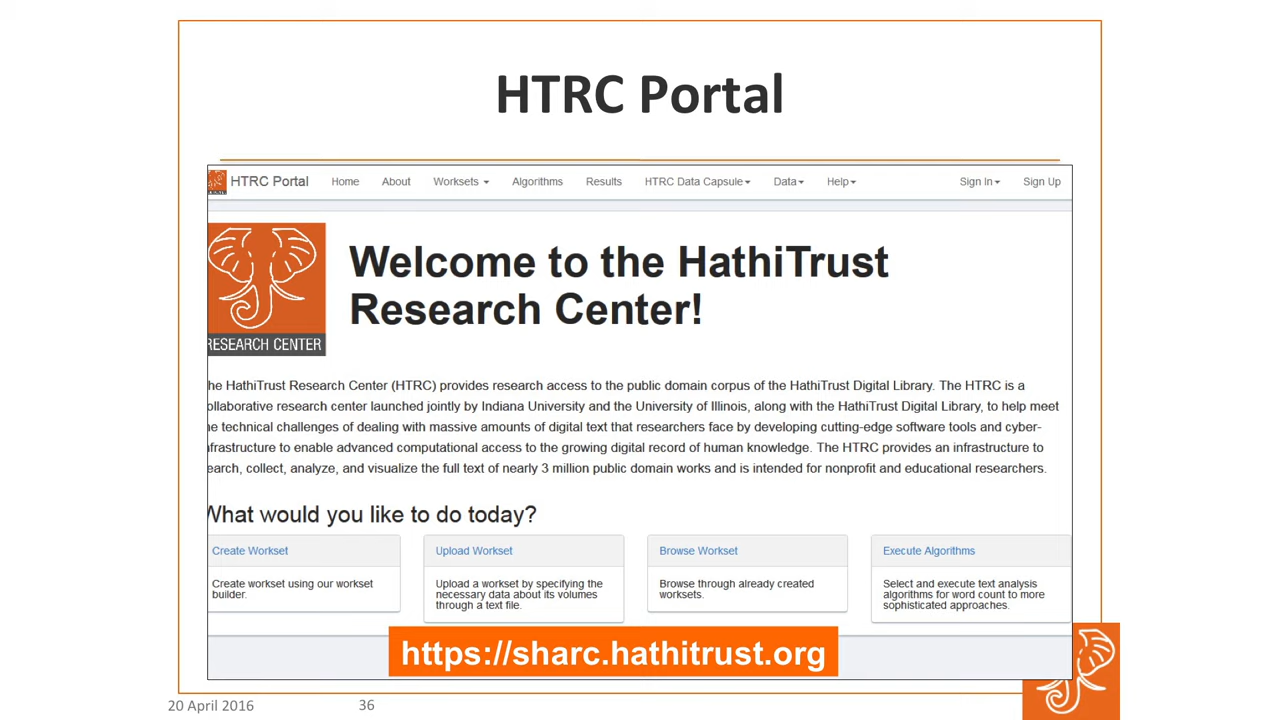 HTRC Portal
HTRC Portal Home About Worksets Algorithms Results HTRC Data Capsule Data Help Sign In Sign Up
Welcome to the HathiTrust
Research Center!
RESEARCH CENTER
he HathiTrust Research Center (HTRC) provides research access to the public domain corpus of the HathiTrust Digital Library. The HTRC is a
ollaborative research center launched jointly by Indiana University and the University of Illinois, along with the HathiTrust Digital Library, to help meet
e technical challenges of dealing with massive amounts of digital text that researchers face by developing cutting-edge software tools and cyber-
nfrastructure to enable advanced computational access to the growing digital record of human knowledge. The HTRC provides an infrastructure to
earch, collect, analyze, and visualize the full text of nearly 3 million public domain works and is intended for nonprofit and educational researchers.
What would you like to do today?
Create Workset
Create workset using our workset
builder.
Upload Workset
Upload a workset by specifying the
necessary data about its volumes
through a text file.
Browse Workset
Browse through already created
worksets.
Execute Algorithms
Select and execute text analysis
algorithms for word count to more
sophisticated approaches.
https://sharc.hathitrust.org
20 April 2016 36